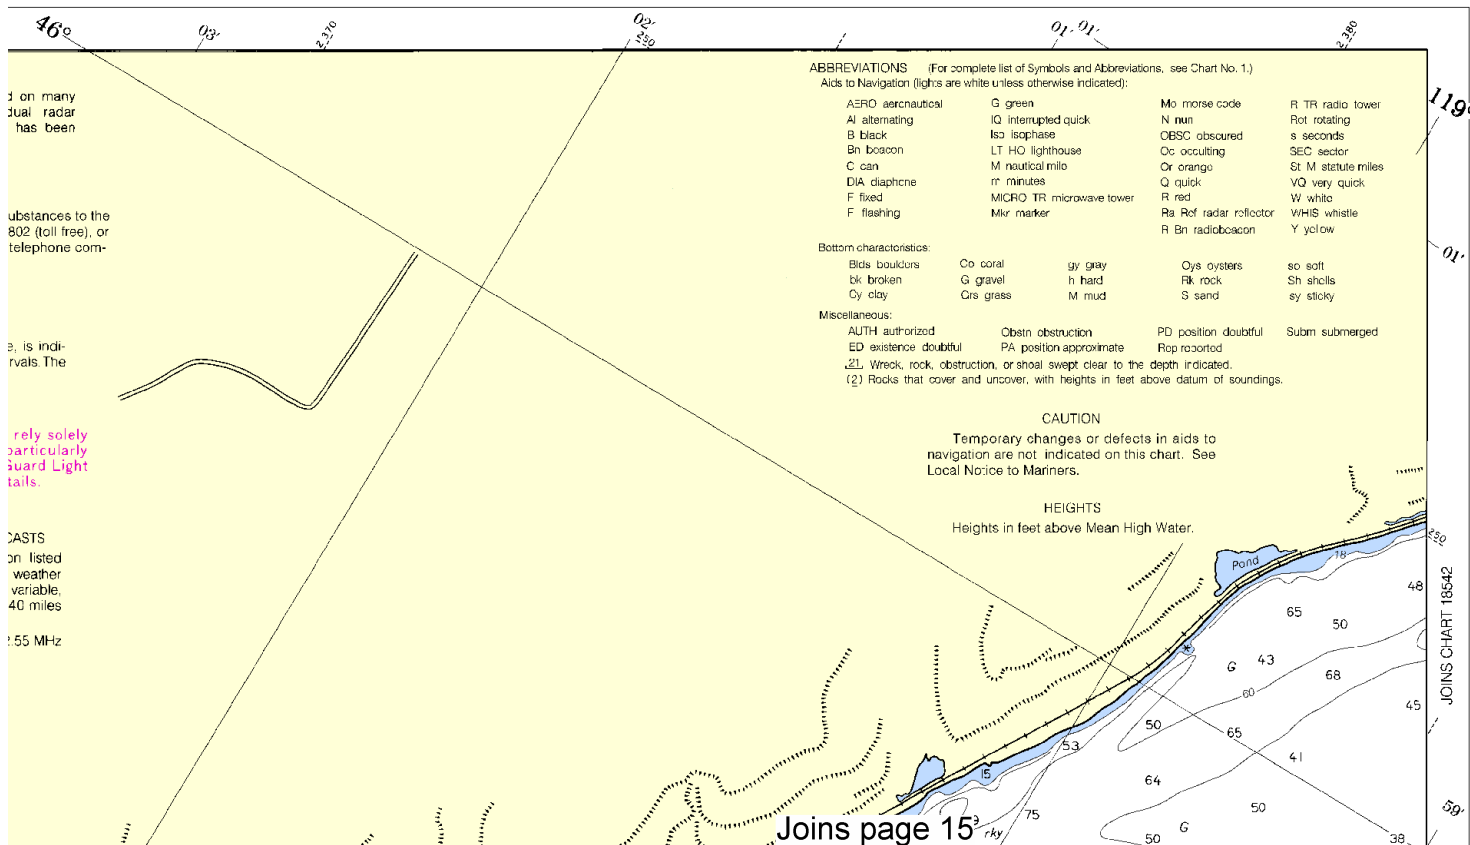 46°
03'
2,370
02'
250
01'
01'
2,380
119°
d on many
dual radar
has been
ubstances to the
802 (toll free), or
telephone com-
e, is indi-
rvals. The
rely solely
particularly
Guard Light
tails.
CASTS
on listed
weather
variable,
40 miles
2.55 MHz
ABBREVIATIONS (For complete list of Symbols and Abbreviations, see Chart No. 1.)
Aids to Navigation (lights are white unless otherwise indicated):
AERO aeronautical G green Mo morse code R TR radio tower
Al alternating IQ interrupted quick N nun Rot rotating
B black Iso isophase OBSC obscured s seconds
Bn beacon LT HO lighthouse Oc occulting SEC sector
C can M nautical mile Or orange St M statute miles
DIA diaphone m minutes Q quick VQ very quick
F fixed MICRO TR microwave tower R red W white
F flashing Mkr marker Ra Ref radar reflector WHIS whistle
R Bn radiobeacon Y yellow
Bottom characteristics:
Blds boulders Co coral gy gray Oys oysters so soft
bk broken G gravel h hard Rk rock Sh shells
Cy clay Grs grass M mud S sand sy sticky
Miscellaneous:
AUTH authorized Obstn obstruction PD position doubtful Subm submerged
ED existence doubtful PA position approximate Rep reported
21 Wreck, rock, obstruction, or shoal swept clear to the depth indicated.
(2) Rocks that cover and uncover, with heights in feet above datum of soundings.
CAUTION
Temporary changes or defects in aids to
navigation are not indicated on this chart. See
Local Notice to Mariners.
HEIGHTS
Heights in feet above Mean High Water.
01'
250
JOINS CHART 18542
59'
Pond
18
48
65
50
G
43
68
60
45
50
65
53
41
15
64
75
50
9
rky
G
50
38
Joins page 15